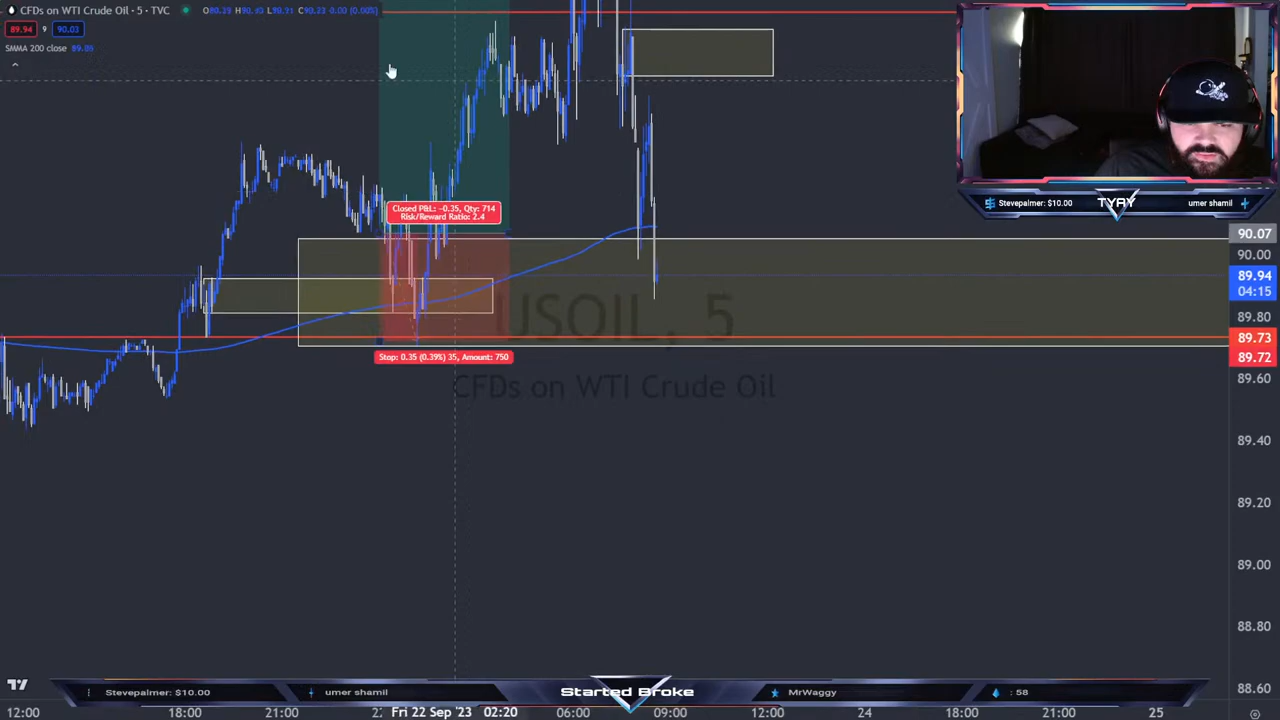 CFDs on WTI Crude Oil · 5 · TVC
89.94 9 90.03
SMMA 200 close
Closed P&L: −0.35, Qty: 714
Risk/Reward Ratio: 2.4
Stop: 0.35 (0.39%) 35, Amount: 750
USOIL, 5
CFDs on WTI Crude Oil
Stevepalmer: $10.00
TYAY
umer shamil
90.07
90.00
89.94
04:15
89.80
89.73
89.72
89.60
89.40
89.20
89.00
88.80
88.60
Stevepalmer: $10.00
umer shamil
Started Broke
MrWaggy
: 58
12:00
18:00
21:00
Fri 22 Sep '23 02:20
06:00
09:00
12:00
24
18:00
21:00
25